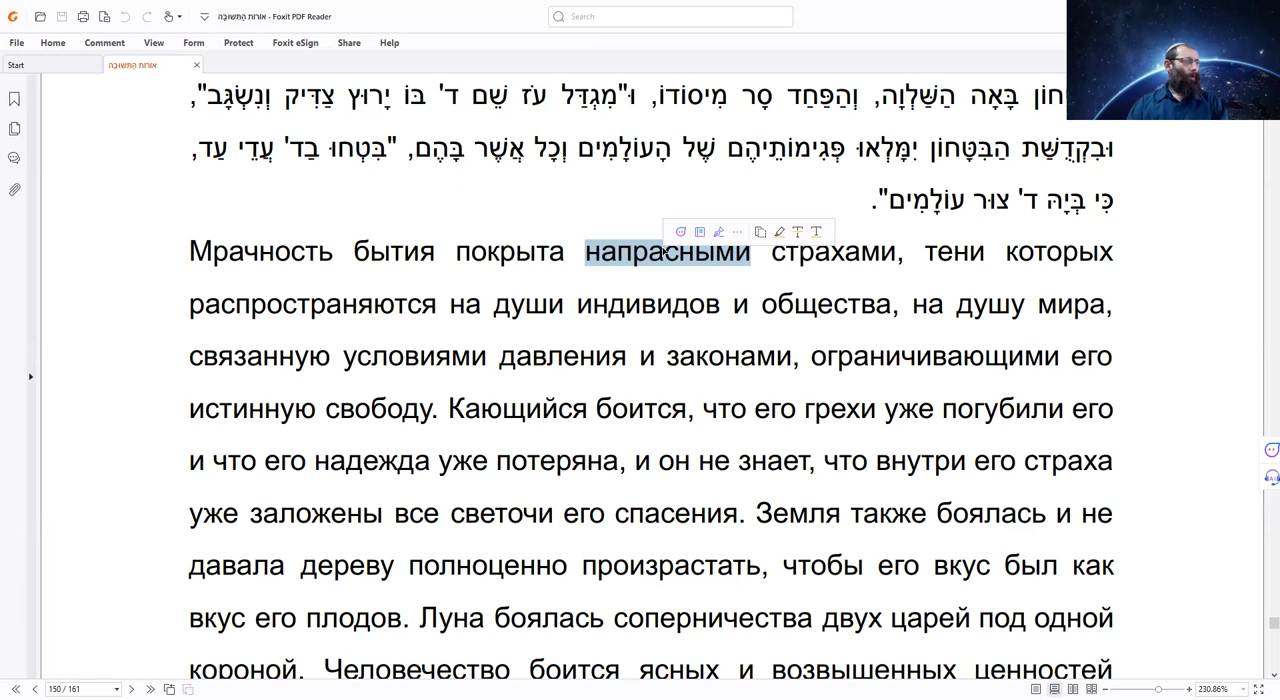 אורות התשובה - Foxit PDF Reader
Search
File Home Comment View Form Protect Foxit eSign Share Help
Start
אורות התשובה
בָּאָה הַשַּׁלְוָה, וְהַפַּחַד סָר מִיסוֹדוֹ, וּ"מִגְדַּל עֹז שֵׁם ד' בּוֹ יָרוּץ צַדִּיק וְנִשְׂגָּב",
וּבִקְדֻשַּׁת הַבִּטָּחוֹן יִמָּלְאוּ פְּגִימוֹתֵיהֶם שֶׁל הָעוֹלָמִים וְכָל אֲשֶׁר בָּהֶם, "בִּטְחוּ בַד' עֲדֵי עַד,
כִּי בְּיָהּ ד' צוּר עוֹלָמִים".
Мрачность бытия покрыта напрасными страхами, тени которых
распространяются на души индивидов и общества, на душу мира,
связанную условиями давления и законами, ограничивающими его
истинную свободу. Кающийся боится, что его грехи уже погубили его
и что его надежда уже потеряна, и он не знает, что внутри его страха
уже заложены все светочи его спасения. Земля также боялась и не
давала дереву полноценно произрастать, чтобы его вкус был как
вкус его плодов. Луна боялась соперничества двух царей под одной
короной. Человечество боится ясных и возвышенных ценностей
150 / 161
230.86%